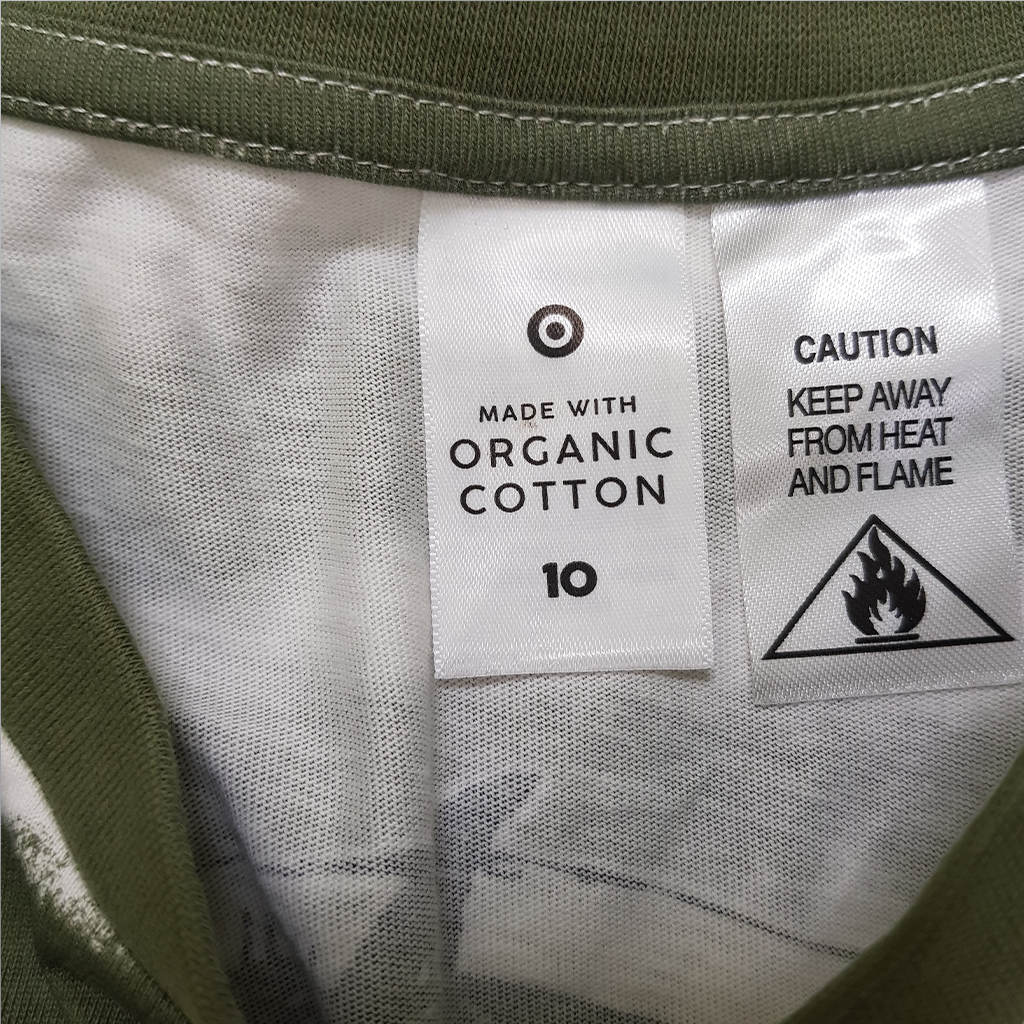 MADE WITH
ORGANIC
COTTON
10
CAUTION
KEEP AWAY
FROM HEAT
AND FLAME